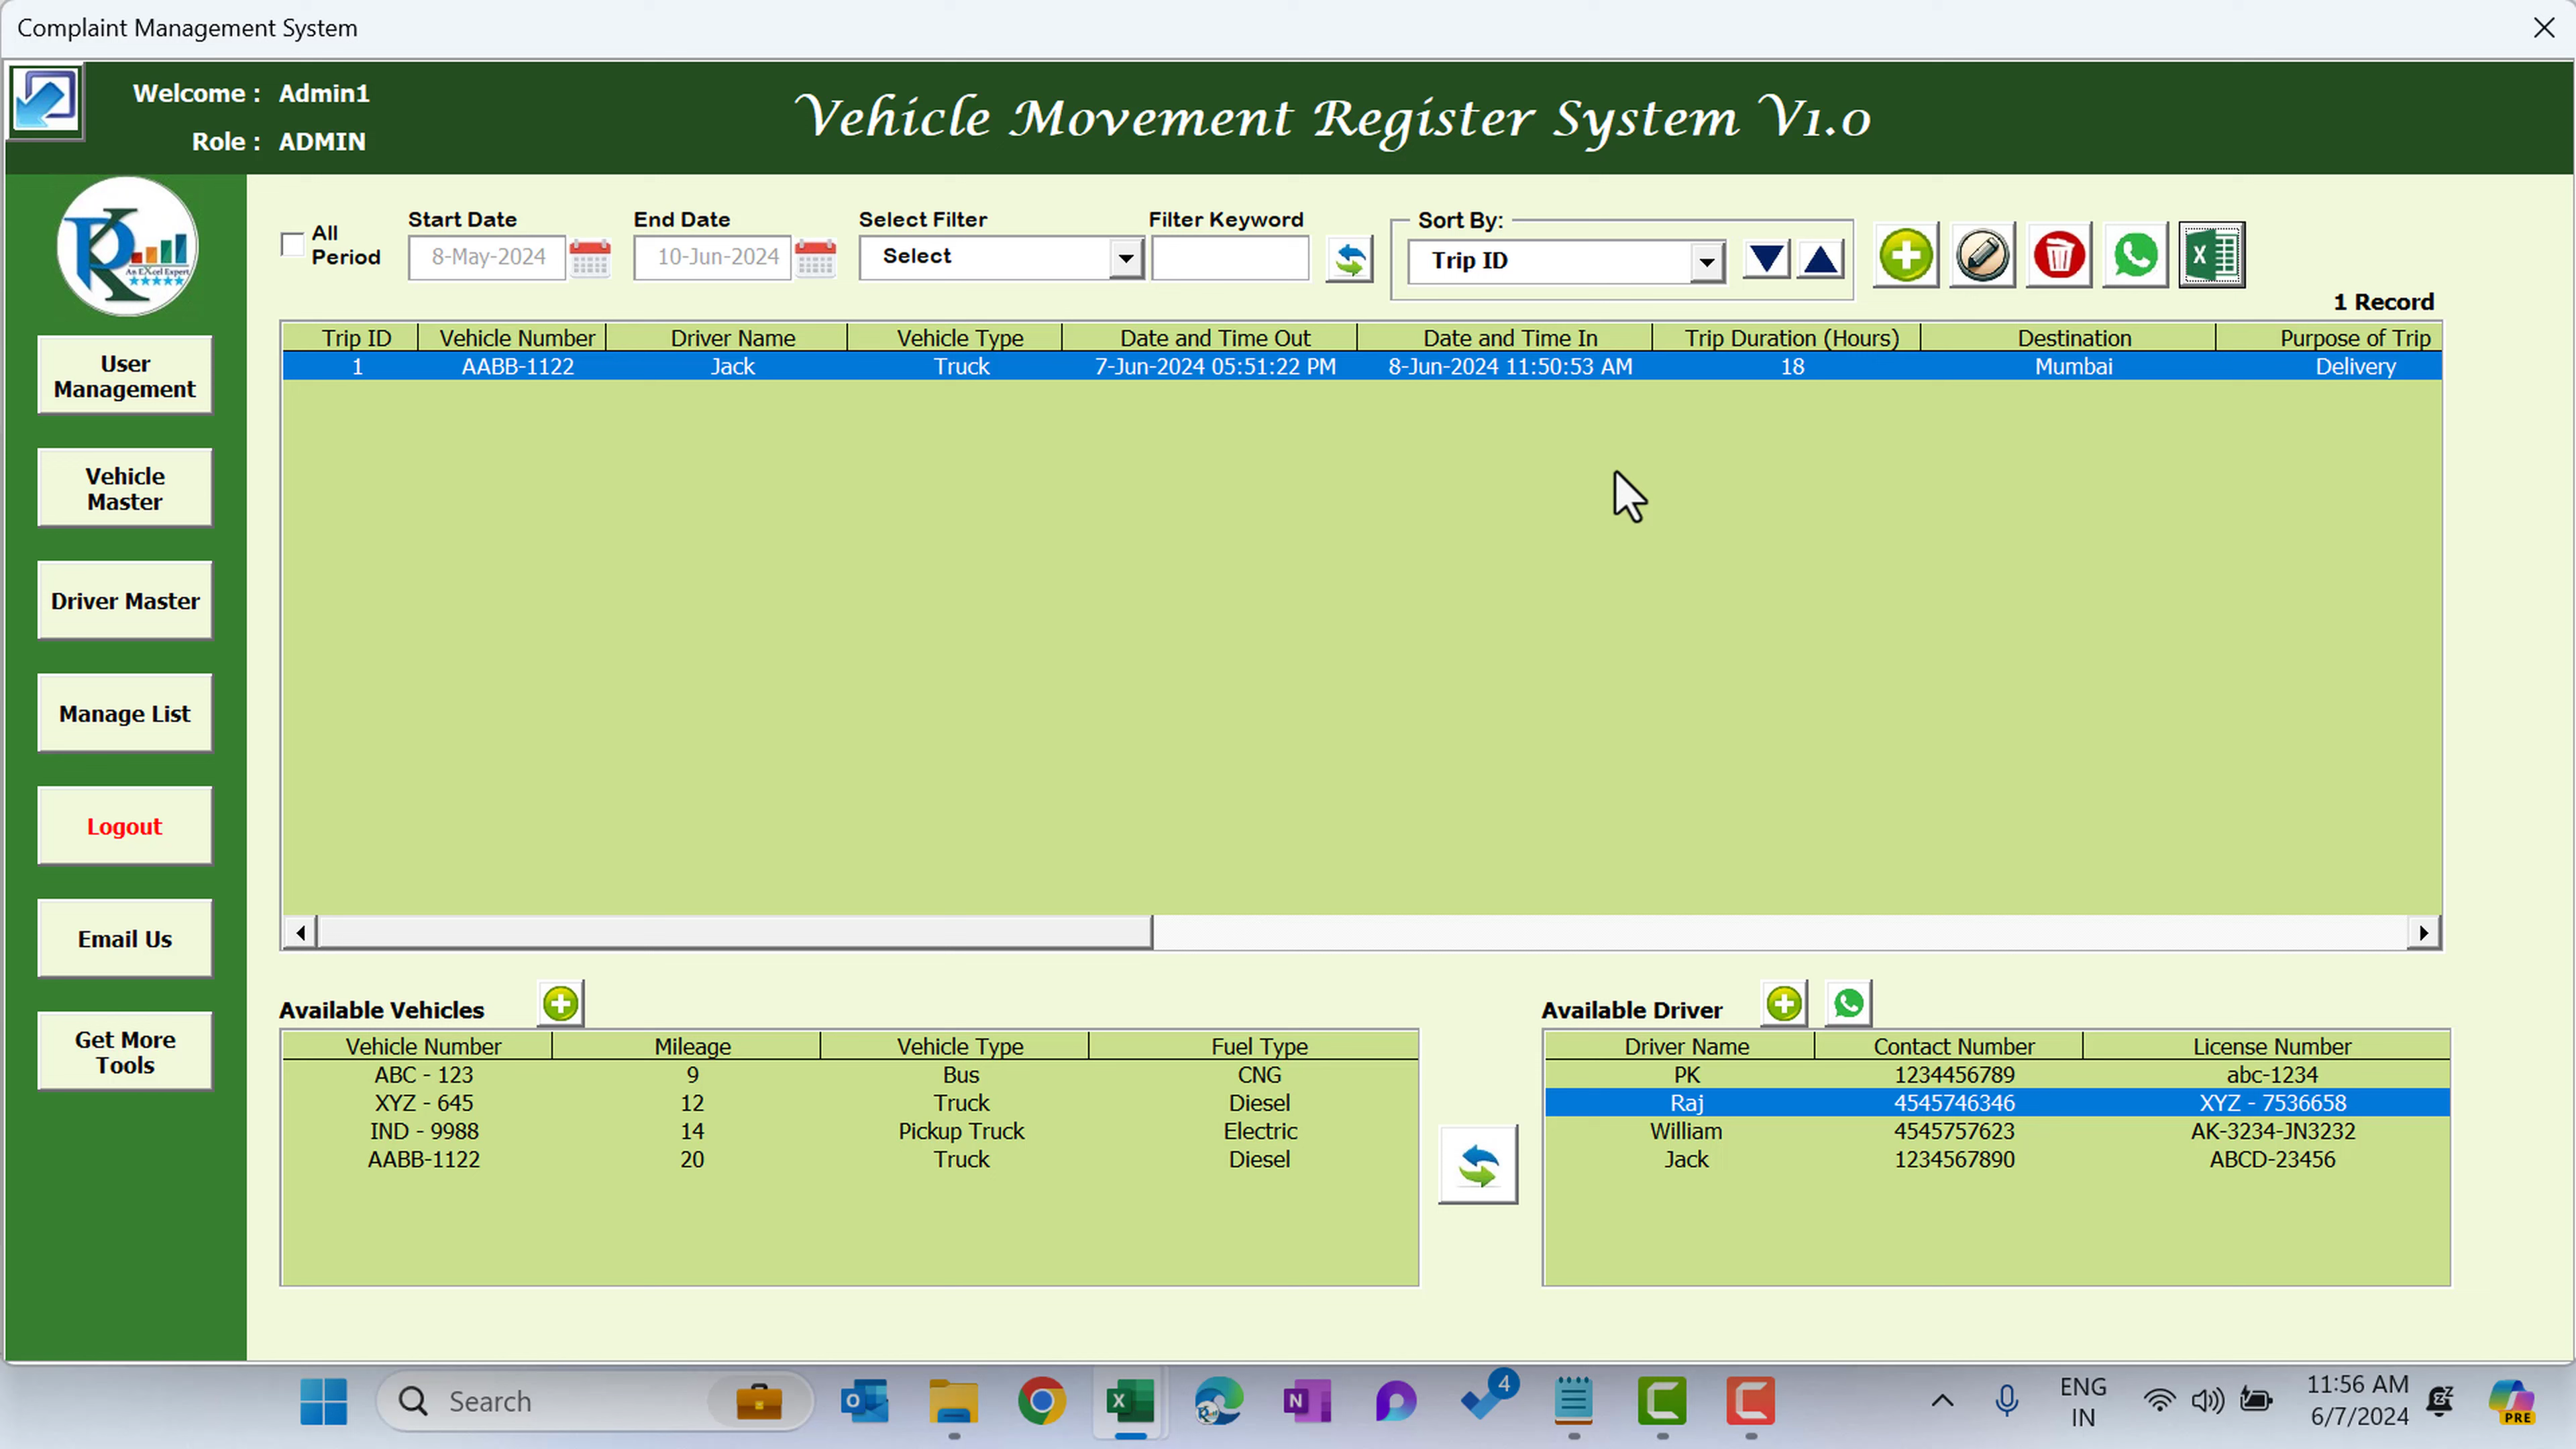 Complaint Management System
Welcome : Admin1
Role : ADMIN
Vehicle Movement Register System V1.0
An EXcel Expert
All Period
Start Date
8-May-2024
End Date
10-Jun-2024
Select Filter
Select
Filter Keyword
Sort By:
Trip ID
1 Record
User Management
Vehicle Master
Driver Master
Manage List
Logout
Email Us
Get More Tools
Trip ID Vehicle Number Driver Name Vehicle Type Date and Time Out Date and Time In Trip Duration (Hours) Destination Purpose of Trip
1 AABB-1122 Jack Truck 7-Jun-2024 05:51:22 PM 8-Jun-2024 11:50:53 AM 18 Mumbai Delivery
Available Vehicles
Vehicle Number Mileage Vehicle Type Fuel Type
ABC - 123 9 Bus CNG
XYZ - 645 12 Truck Diesel
IND - 9988 14 Pickup Truck Electric
AABB-1122 20 Truck Diesel
Available Driver
Driver Name Contact Number License Number
PK 1234456789 abc-1234
Raj 4545746346 XYZ - 7536658
William 4545757623 AK-3234-JN3232
Jack 1234567890 ABCD-23456
Search
4
ENG
IN
11:56 AM
6/7/2024
PRE